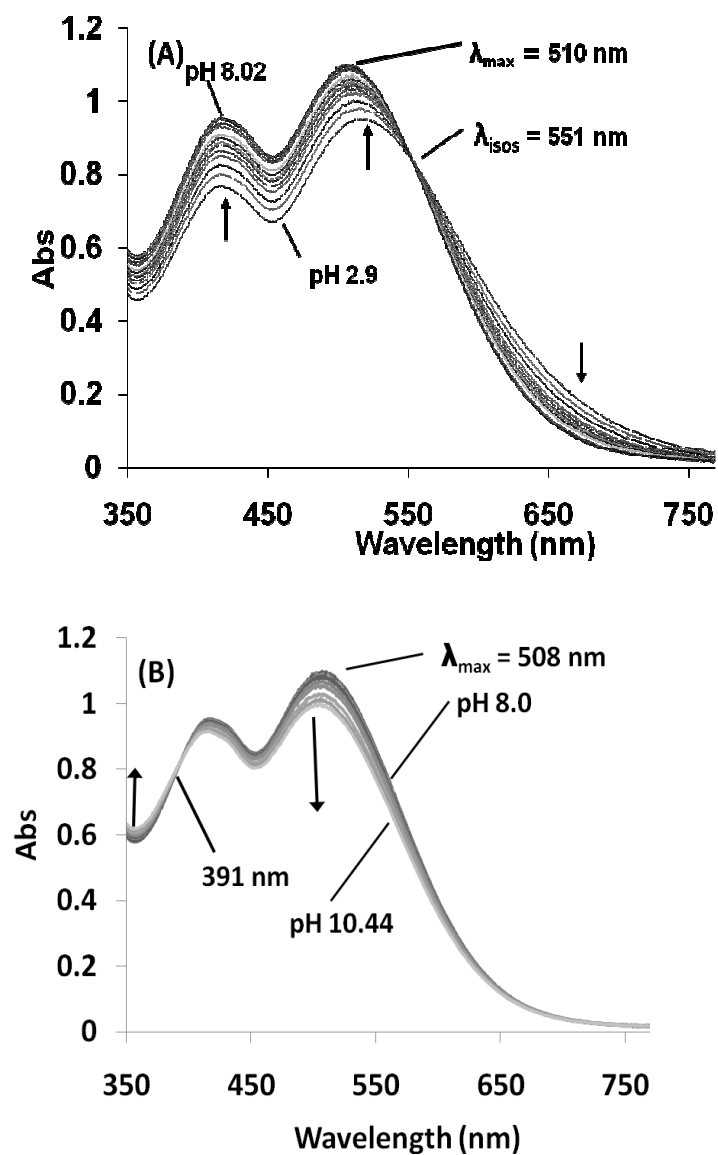 1.2
(A)
pH 8.02
λmax = 510 nm
1
λisos = 551 nm
0.8
Abs
0.6
pH 2.9
0.4
0.2
0
350 450 550 650 750
Wavelength (nm)
1.2
(B)
λmax = 508 nm
1
pH 8.0
0.8
Abs
0.6
391 nm
pH 10.44
0.4
0.2
0
350 450 550 650 750
Wavelength (nm)